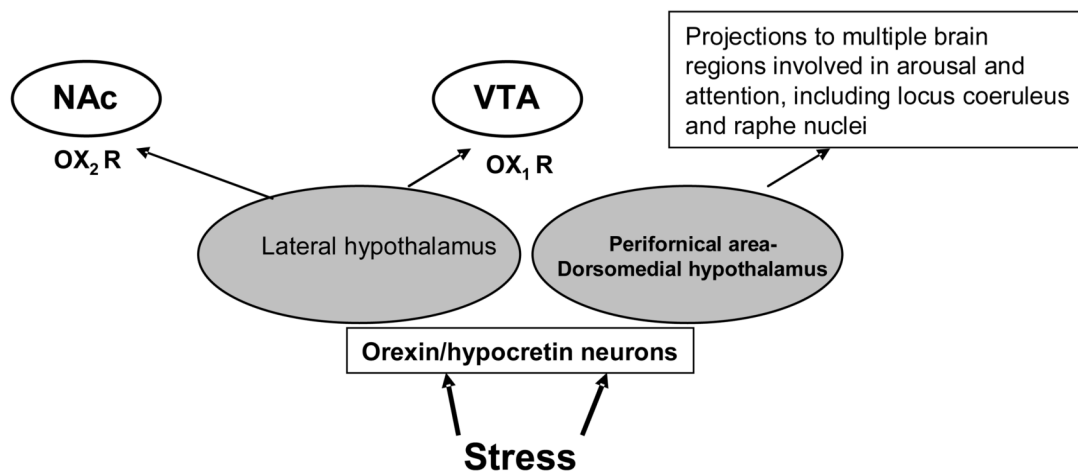 Projections to multiple brain
regions involved in arousal and
attention, including locus coeruleus
and raphe nuclei
NAc
VTA
OX₂ R
OX₁ R
Lateral hypothalamus
Perifornical area-
Dorsomedial hypothalamus
Orexin/hypocretin neurons
Stress